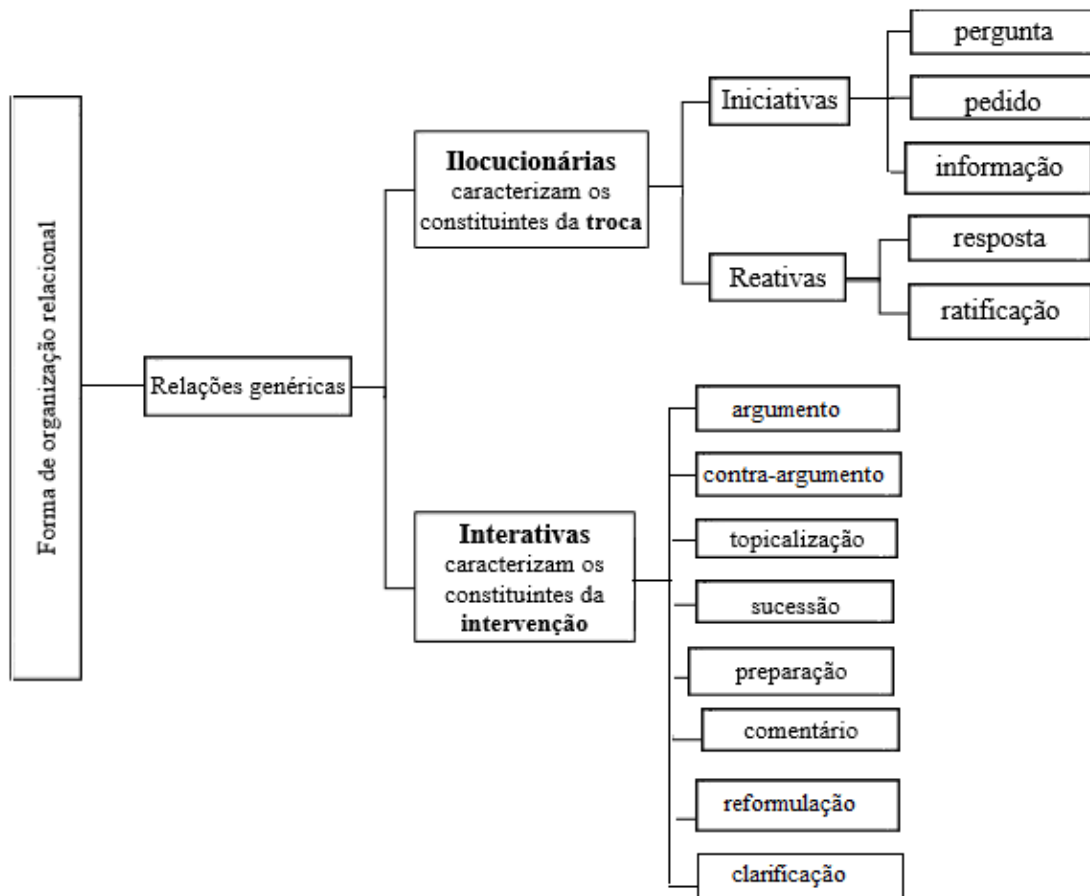 Forma de organização relacional
Relações genéricas
Ilocucionárias
caracterizam os
constituintes da troca
Iniciativas
pergunta
pedido
informação
Reativas
resposta
ratificação
Interativas
caracterizam os
constituintes da
intervenção
argumento
contra-argumento
topicalização
sucessão
preparação
comentário
reformulação
clarificação